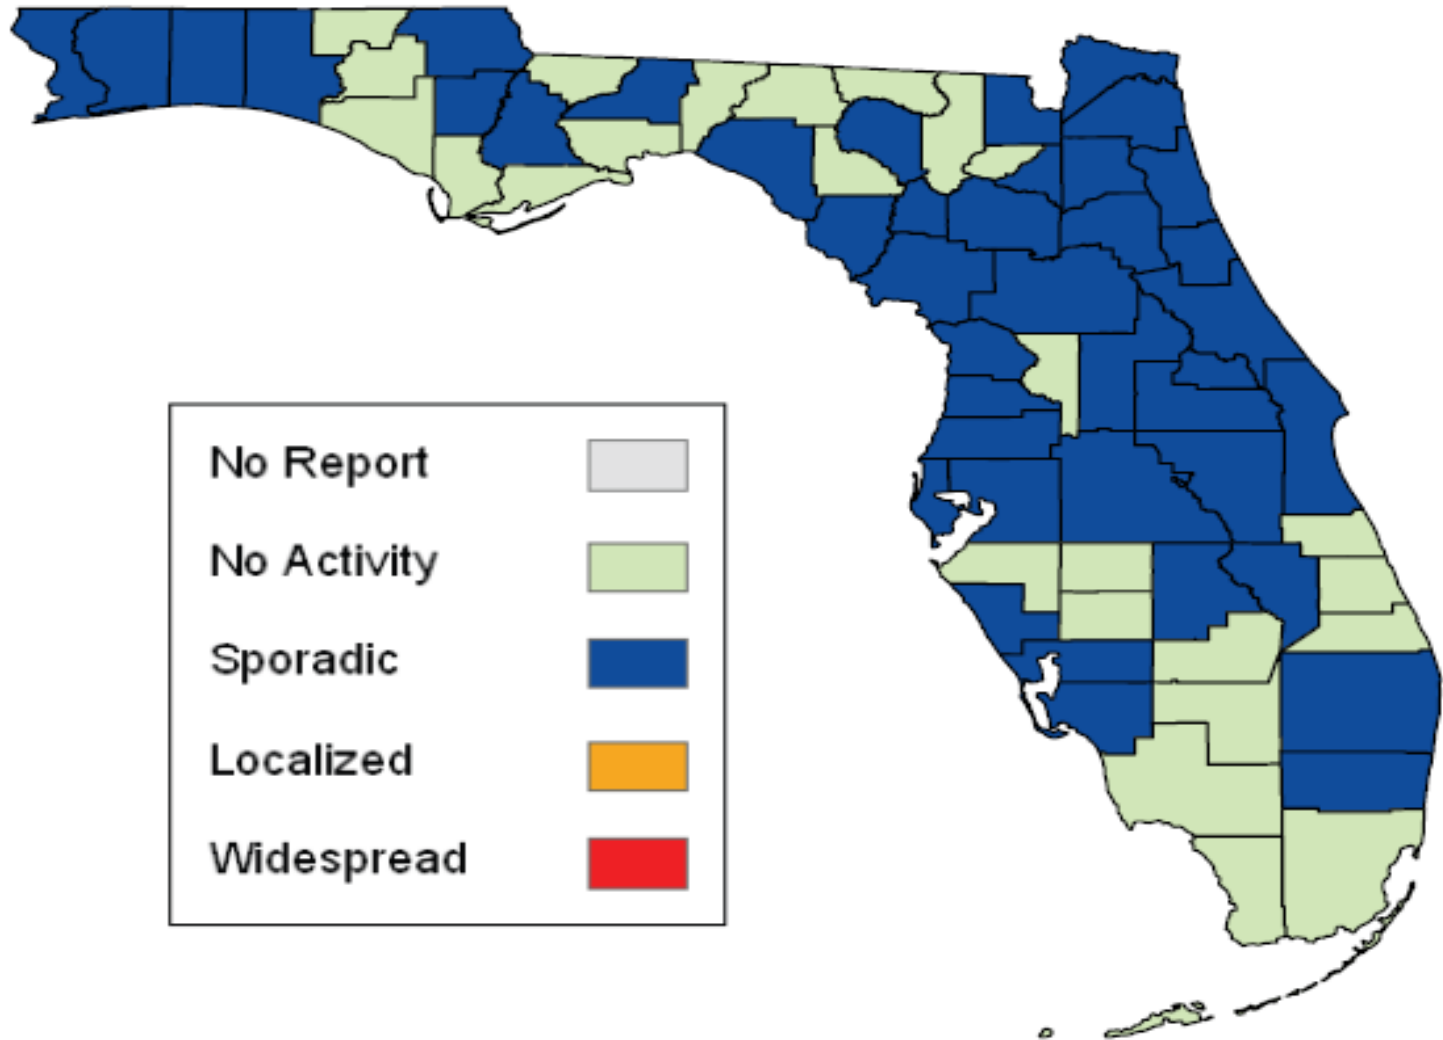 No Report
No Activity
Sporadic
Localized
Widespread